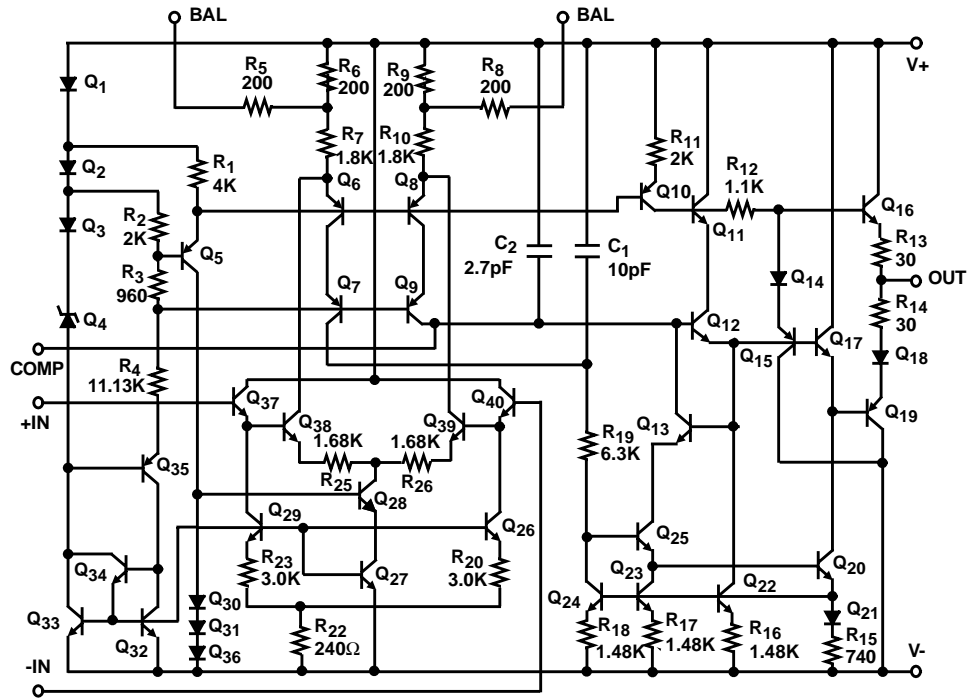 BAL
BAL
V+
R5
200
R6
200
R9
200
R8
200
Q1
R7
1.8K
R10
1.8K
R11
2K
R12
1.1K
Q2
R1
4K
Q6
Q8
Q10
Q16
Q3
R2
2K
Q11
R13
30
Q5
C2
2.7pF
C1
10pF
R3
960
Q7
Q9
Q14
OUT
R14
30
Q4
Q12
Q15
Q17
Q18
COMP
R4
11.13K
+IN
Q37
Q38
Q39
Q40
Q13
Q19
1.68K
1.68K
R19
6.3K
Q35
R25
R26
Q28
Q29
Q26
Q25
R23
3.0K
R20
3.0K
Q34
Q27
Q23
Q22
Q20
Q24
Q30
Q21
Q33
Q32
Q31
R22
240Ω
R18
1.48K
R17
1.48K
R16
1.48K
R15
740
Q36
V-
-IN